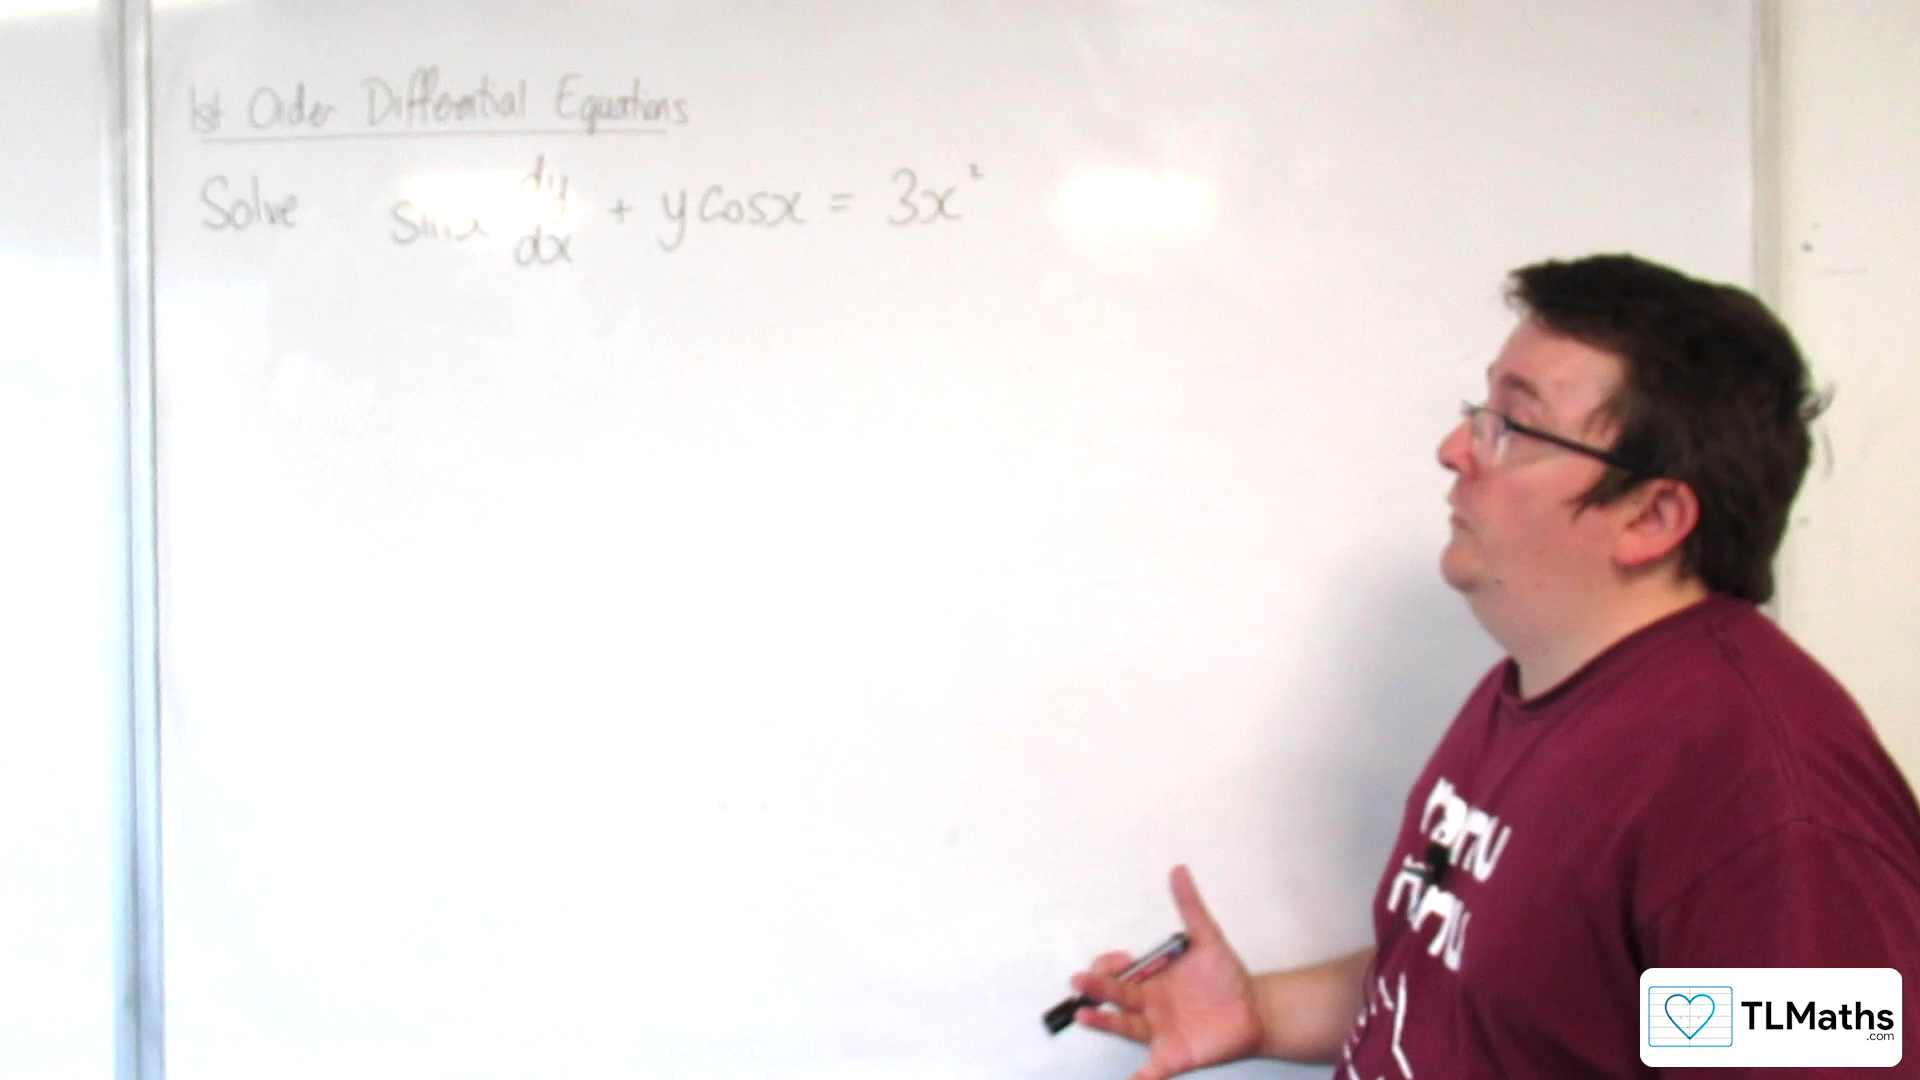 1st Order Differential Equations
Solve sinx dy/dx + y cosx = 3x²
TLMaths
.com